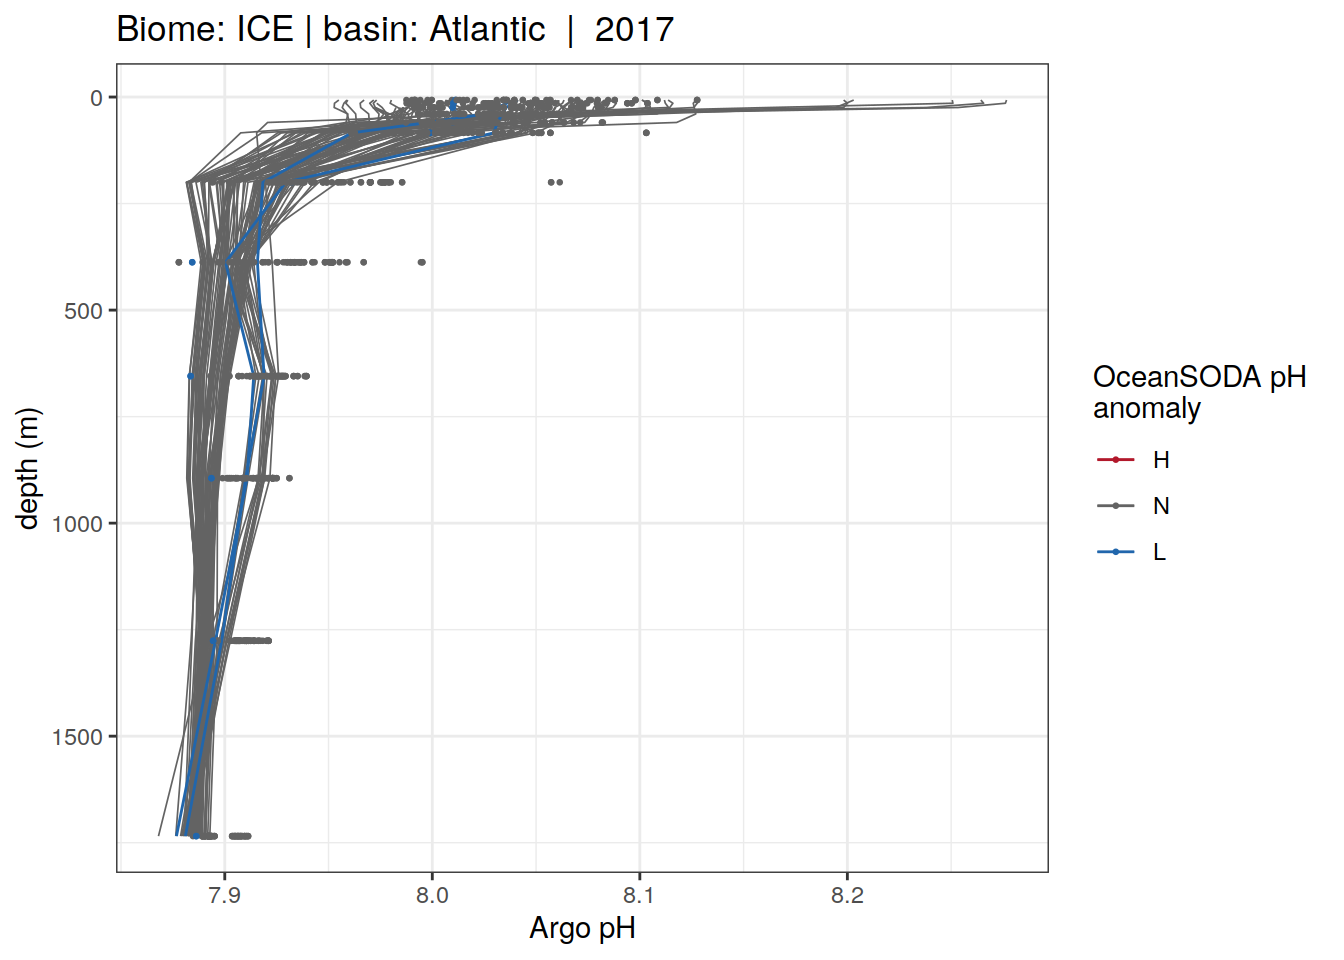 Biome: ICE | basin: Atlantic  |  2017
0
500
1000
1500
depth (m)
7.9
8.0
8.1
8.2
Argo pH
OceanSODA pH
anomaly
H
N
L